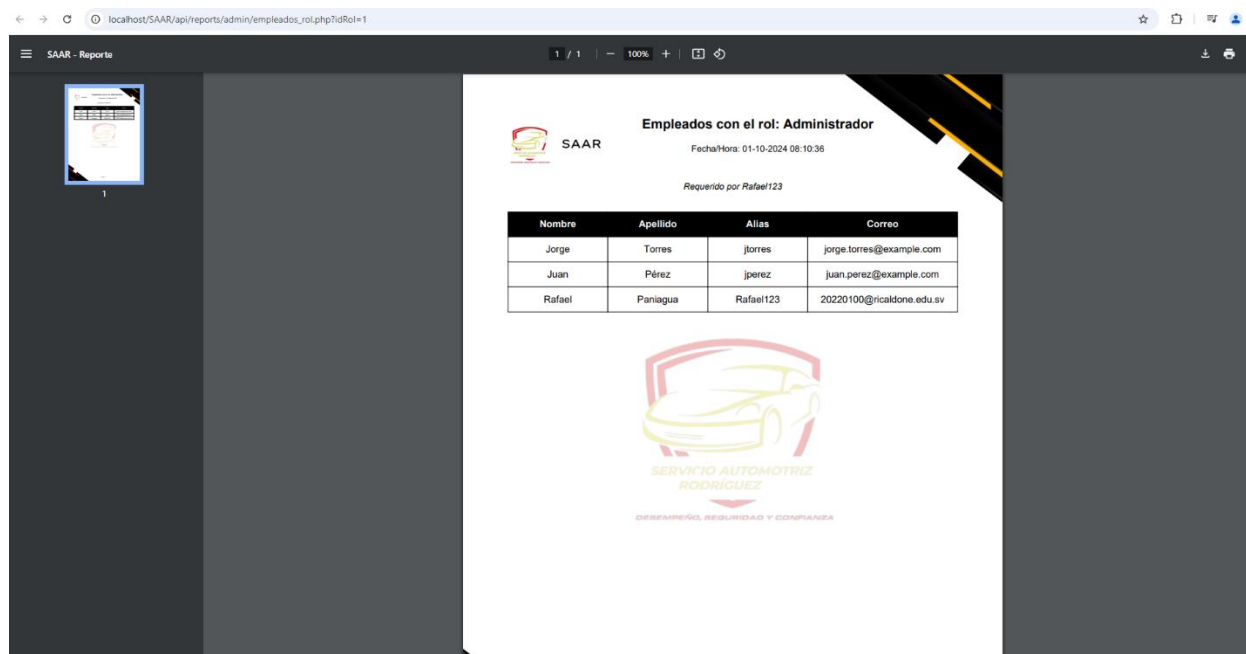 localhost/SAAR/api/reports/admin/empleados_rol.php?idRol=1
SAAR - Reporte
1 / 1
100%
1
SAAR
Empleados con el rol: Administrador
Fecha/Hora: 01-10-2024 08:10:36
Requerido por Rafael123
Nombre Apellido Alias Correo
Jorge Torres jtorres jorge.torres@example.com
Juan Pérez jperez juan.perez@example.com
Rafael Paniagua Rafael123 20220100@ricaldone.edu.sv
SERVICIO AUTOMOTRIZ
RODRÍGUEZ
DESEMPEÑO, SEGURIDAD Y CONFIANZA